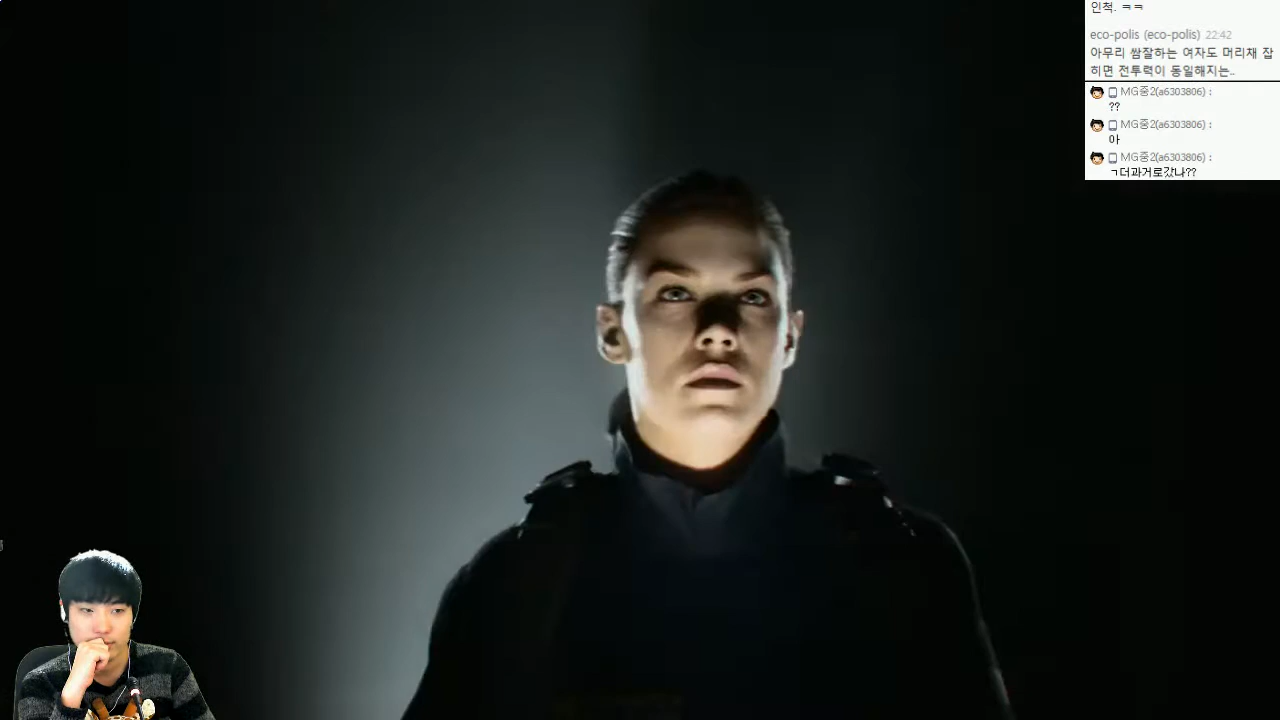 인척. ㅋㅋ
eco-polis (eco-polis) 22:42
아무리 쌈잘하는 여자도 머리채 잡
히면 전투력이 동일해지는..
MG중2(a6303806) :
??
MG중2(a6303806) :
아
MG중2(a6303806) :
ㄱ더과거로갔나??